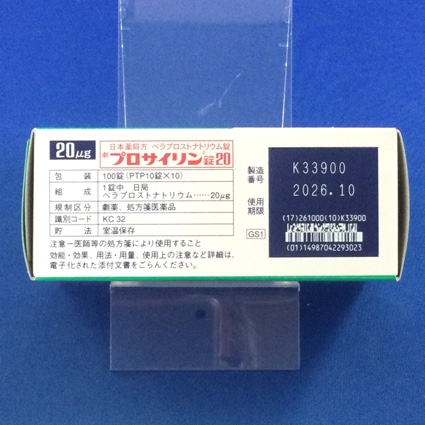 20μg
日本薬局方 ベラプロストナトリウム錠
劇 プロサイリン®錠20
包装 100錠(PTP10錠×10)
組成 1錠中 日局
ベラプロストナトリウム……20μg
規制区分 劇薬、処方箋医薬品
識別コード KC 32
貯法 室温保存
注意－医師等の処方箋により使用すること
効能・効果、用法・用量、使用上の注意など詳細は、
電子化された添付文書をごらんください。
製造番号 K33900
使用期限 2026.10
(17)261000(10)K33900
GS1
(01)14987042293023